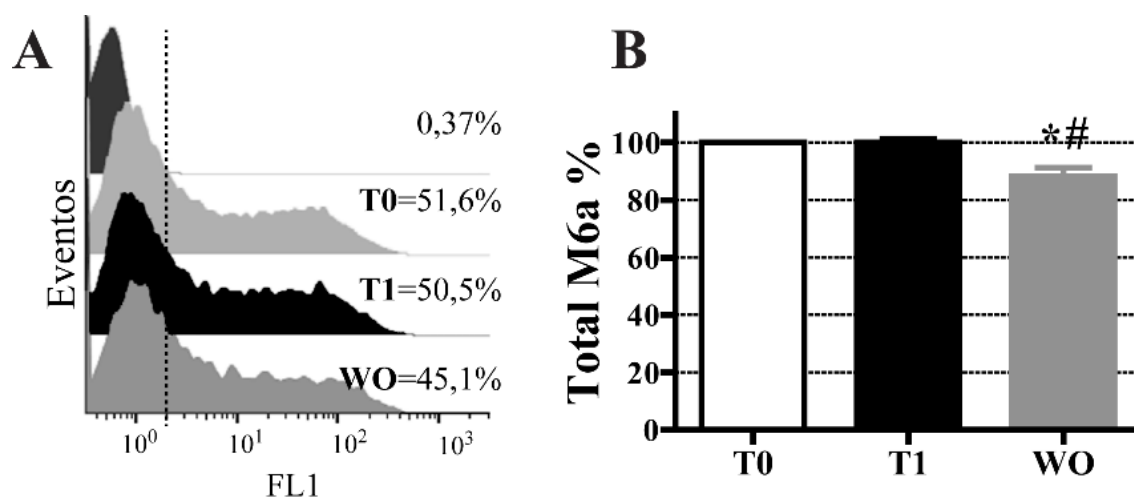 A
0,37%
T0=51,6%
T1=50,5%
WO=45,1%
Eventos
10⁰ 10¹ 10² 10³
FL1
B
*#
Total M6a %
100
80
60
40
20
0
T0 T1 WO